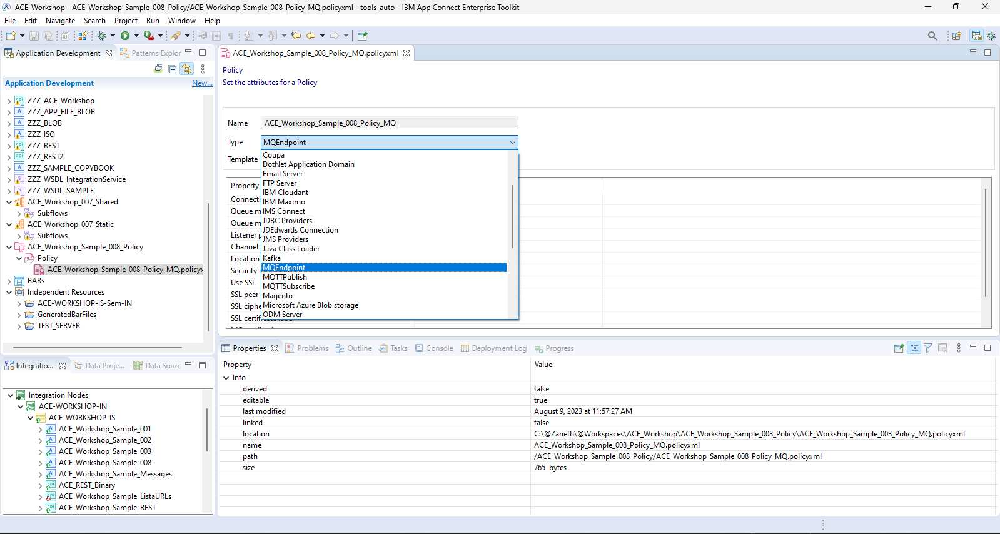 ACE_Workshop - ACE_Workshop_Sample_008_Policy/ACE_Workshop_Sample_008_Policy_MQ.policyxml - tools_auto - IBM App Connect Enterprise Toolkit
File Edit Navigate Search Project Run Window Help
Application Development
Patterns Explor
Application Development
New...
ZZZ_ACE_Workshop
ZZZ_APP_FILE_BLOB
ZZZ_BLOB
ZZZ_ISO
ZZZ_REST
ZZZ_REST2
ZZZ_SAMPLE_COPYBOOK
ZZZ_WSDL_IntegrationService
ZZZ_WSDL_SAMPLE
ACE_Workshop_007_Shared
Subflows
ACE_Workshop_007_Static
Subflows
ACE_Workshop_Sample_008_Policy
Policy
ACE_Workshop_Sample_008_Policy_MQ.policyx
BARs
Independent Resources
ACE-WORKSHOP-IS-Sem-IN
GeneratedBarFiles
TEST_SERVER
ACE_Workshop_Sample_008_Policy_MQ.policyxml
Policy
Set the attributes for a Policy
Name ACE_Workshop_Sample_008_Policy_MQ
Type MQEndpoint
Template
Property
Connecti
Queue m
Queue m
Listener p
Channel
Location
Security i
Use SSL
SSL peer
SSL ciphe
SSL certificate label
Coupa
DotNet Application Domain
Email Server
FTP Server
IBM Cloudant
IBM Maximo
IMS Connect
JDBC Providers
JDEdwards Connection
JMS Providers
Java Class Loader
Kafka
MQEndpoint
MQTTPublish
MQTTSubscribe
Magento
Microsoft Azure Blob storage
ODM Server
Integratio...
Data Proje...
Data Sourc
Integration Nodes
ACE-WORKSHOP-IN
ACE-WORKSHOP-IS
ACE_Workshop_Sample_001
ACE_Workshop_Sample_002
ACE_Workshop_Sample_003
ACE_Workshop_Sample_008
ACE_Workshop_Sample_Messages
ACE_REST_Binary
ACE_Workshop_Sample_ListaURLs
ACE_Workshop_Sample_REST
Properties Problems Outline Tasks Console Deployment Log Progress
Property Value
Info
derived false
editable true
last modified August 9, 2023 at 11:57:27 AM
linked false
location C:\@Zanetti\@Workspaces\ACE_Workshop\ACE_Workshop_Sample_008_Policy\ACE_Workshop_Sample_008_Policy_MQ.policyxml
name ACE_Workshop_Sample_008_Policy_MQ.policyxml
path /ACE_Workshop_Sample_008_Policy/ACE_Workshop_Sample_008_Policy_MQ.policyxml
size 765 bytes